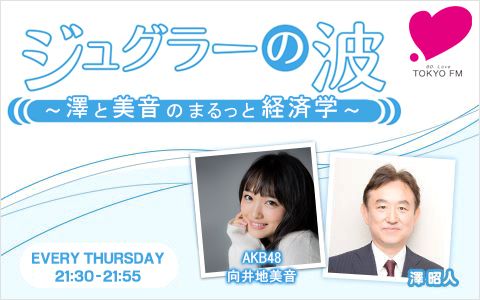 ジュグラーの波
～澤と美音のまるっと経済学～
80. Love
TOKYO FM
AKB48
向井地美音
澤 昭人
EVERY THURSDAY
21:30-21:55